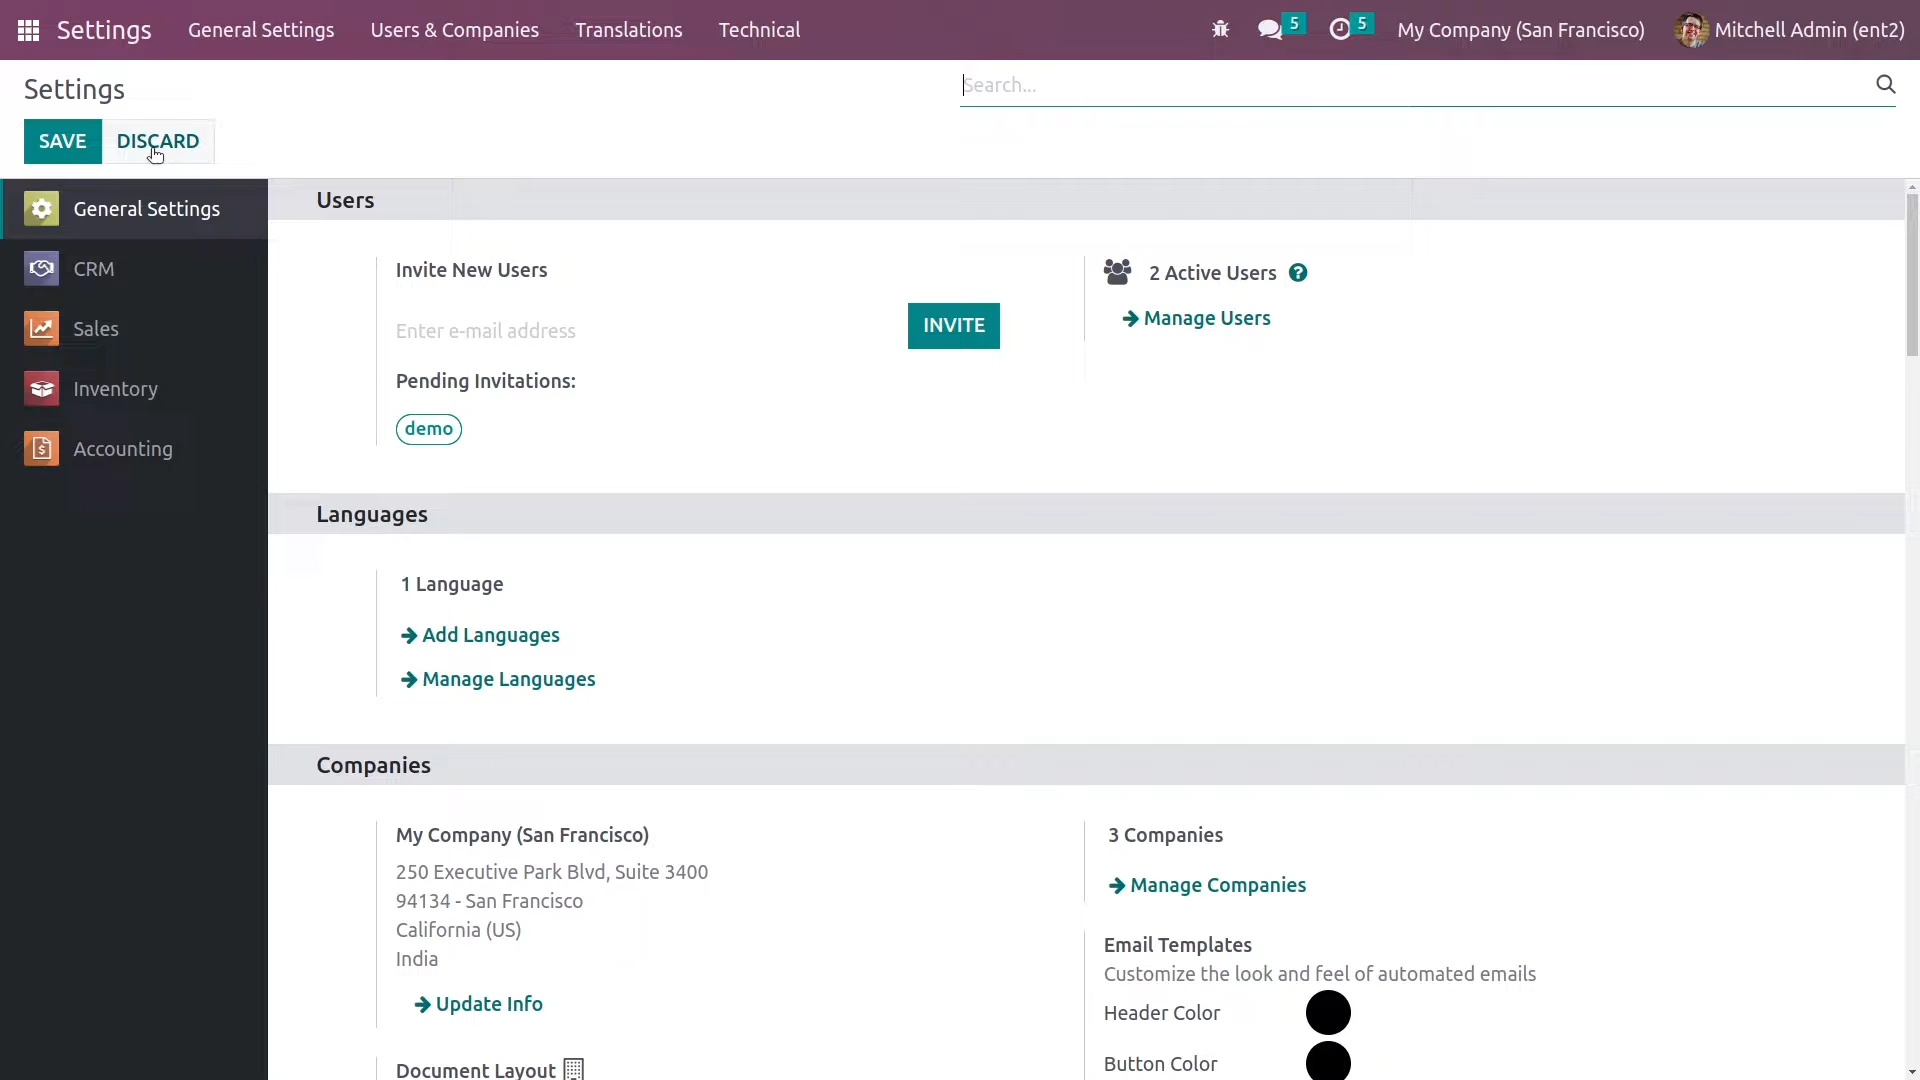 Settings General Settings Users & Companies Translations Technical 5 5 My Company (San Francisco) Mitchell Admin (ent2)
Settings
Search...
SAVE DISCARD
General Settings
CRM
Sales
Inventory
Accounting
Users
Invite New Users
Enter e-mail address
INVITE
Pending Invitations:
demo
2 Active Users ?
Manage Users
Languages
1 Language
Add Languages
Manage Languages
Companies
My Company (San Francisco)
250 Executive Park Blvd, Suite 3400
94134 - San Francisco
California (US)
India
Update Info
Document Layout
3 Companies
Manage Companies
Email Templates
Customize the look and feel of automated emails
Header Color
Button Color